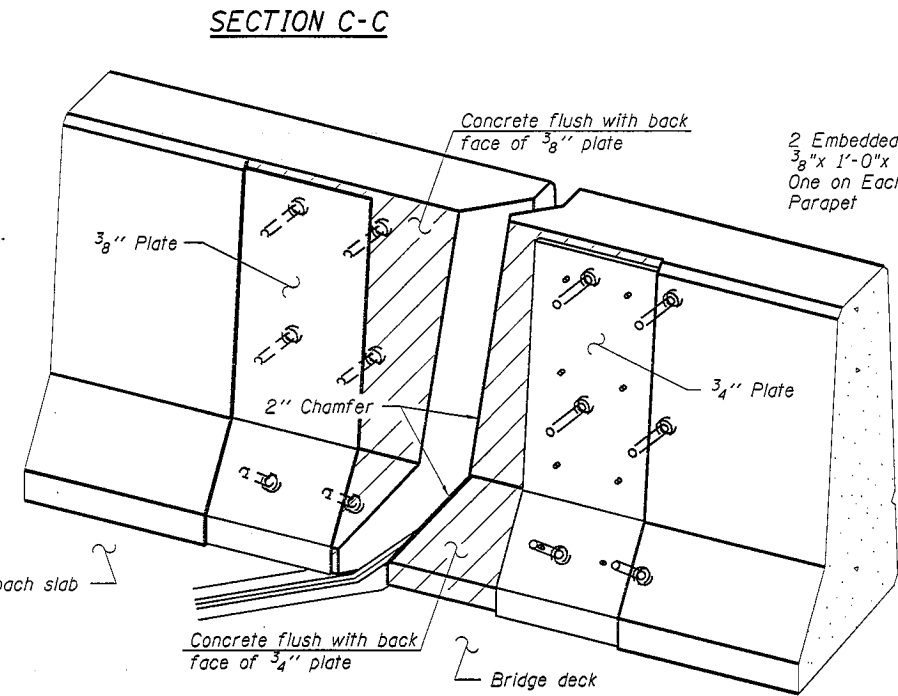 SECTION C-C
Concrete flush with back
face of 3/8" plate
2 Embedded
3/8"x 1'-0"x
One on Each
Parapet
3/8" Plate
3/4" Plate
2" Chamfer
oach slab
Concrete flush with back
face of 3/4" plate
Bridge deck